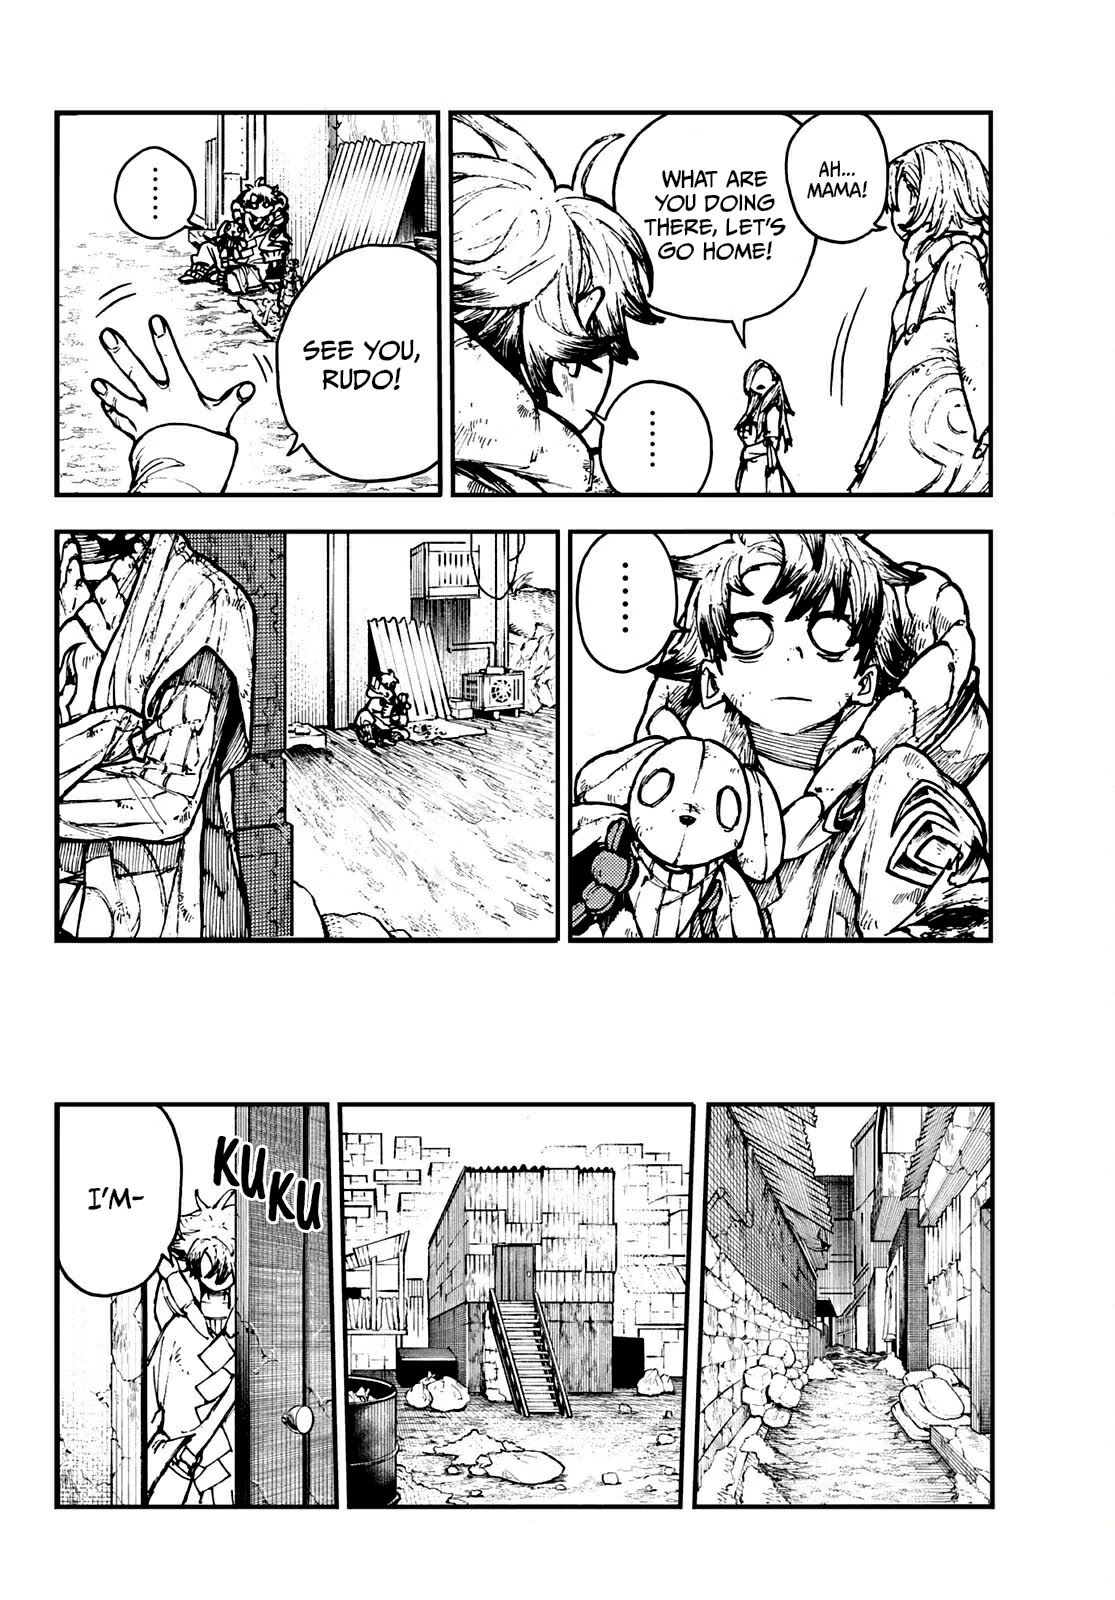 AH...
MAMA!
WHAT ARE
YOU DOING
THERE, LET'S
GO HOME!
......
SEE YOU,
RUDO!
......
......
KUKU
I'M-